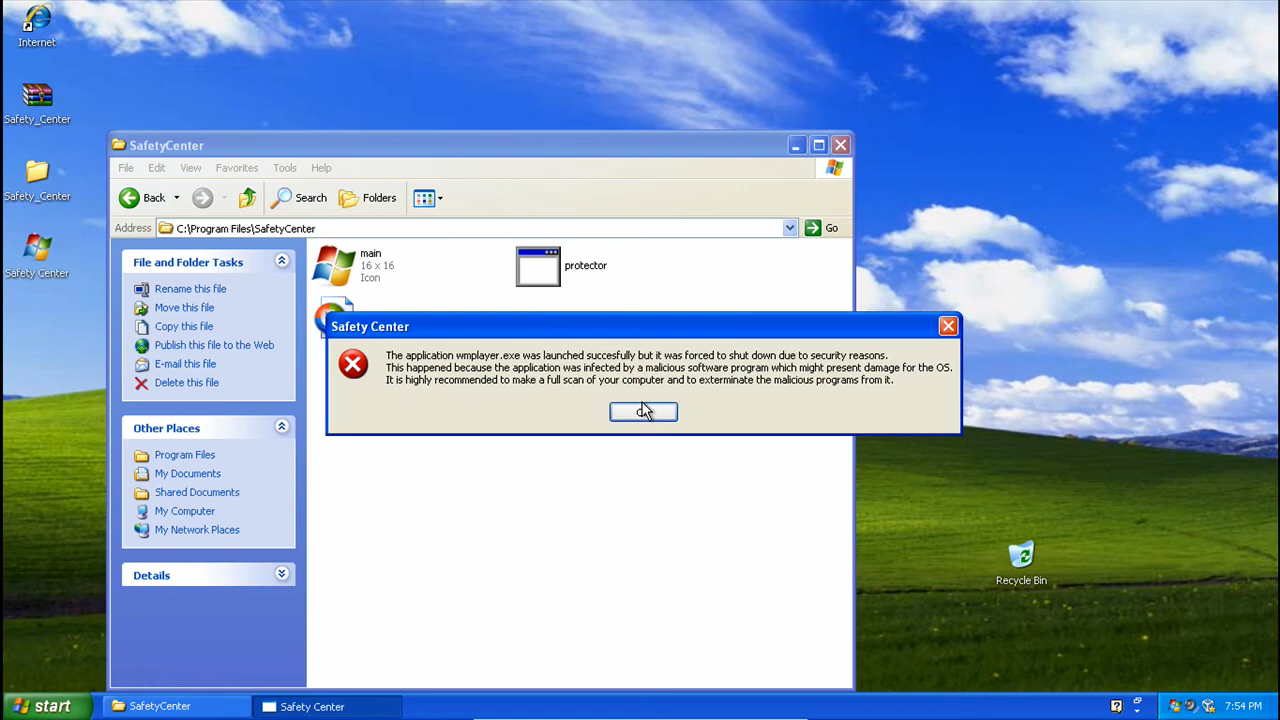 Internet
Safety_Center
Safety_Center
Safety Center
SafetyCenter
File Edit View Favorites Tools Help
Back Search Folders
Address C:\Program Files\SafetyCenter Go
File and Folder Tasks
Rename this file
Move this file
Copy this file
Publish this file to the Web
E-mail this file
Delete this file
Other Places
Program Files
My Documents
Shared Documents
My Computer
My Network Places
Details
main
16 x 16
Icon
protector
Safety Center
The application wmplayer.exe was launched succesfully but it was forced to shut down due to security reasons.
This happened because the application was infected by a malicious software program which might present damage for the OS.
It is highly recommended to make a full scan of your computer and to exterminate the malicious programs from it.
Recycle Bin
start SafetyCenter Safety Center 7:54 PM